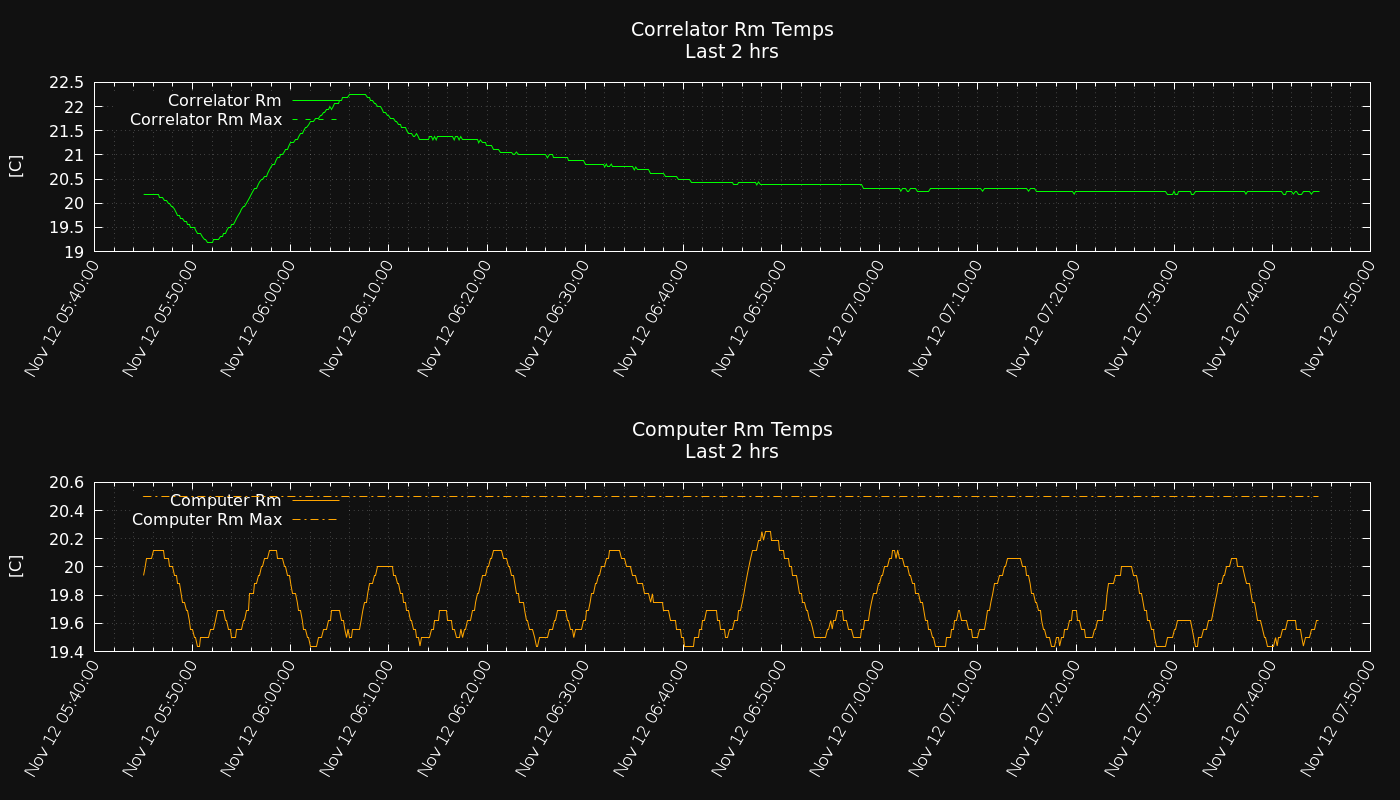 Correlator Rm Temps
Last 2 hrs
[C]
22.5
22
21.5
21
20.5
20
19.5
19
Correlator Rm
Correlator Rm Max
Nov 12 05:40:00
Nov 12 05:50:00
Nov 12 06:00:00
Nov 12 06:10:00
Nov 12 06:20:00
Nov 12 06:30:00
Nov 12 06:40:00
Nov 12 06:50:00
Nov 12 07:00:00
Nov 12 07:10:00
Nov 12 07:20:00
Nov 12 07:30:00
Nov 12 07:40:00
Nov 12 07:50:00
Computer Rm Temps
Last 2 hrs
[C]
20.6
20.4
20.2
20
19.8
19.6
19.4
Computer Rm
Computer Rm Max
Nov 12 05:40:00
Nov 12 05:50:00
Nov 12 06:00:00
Nov 12 06:10:00
Nov 12 06:20:00
Nov 12 06:30:00
Nov 12 06:40:00
Nov 12 06:50:00
Nov 12 07:00:00
Nov 12 07:10:00
Nov 12 07:20:00
Nov 12 07:30:00
Nov 12 07:40:00
Nov 12 07:50:00